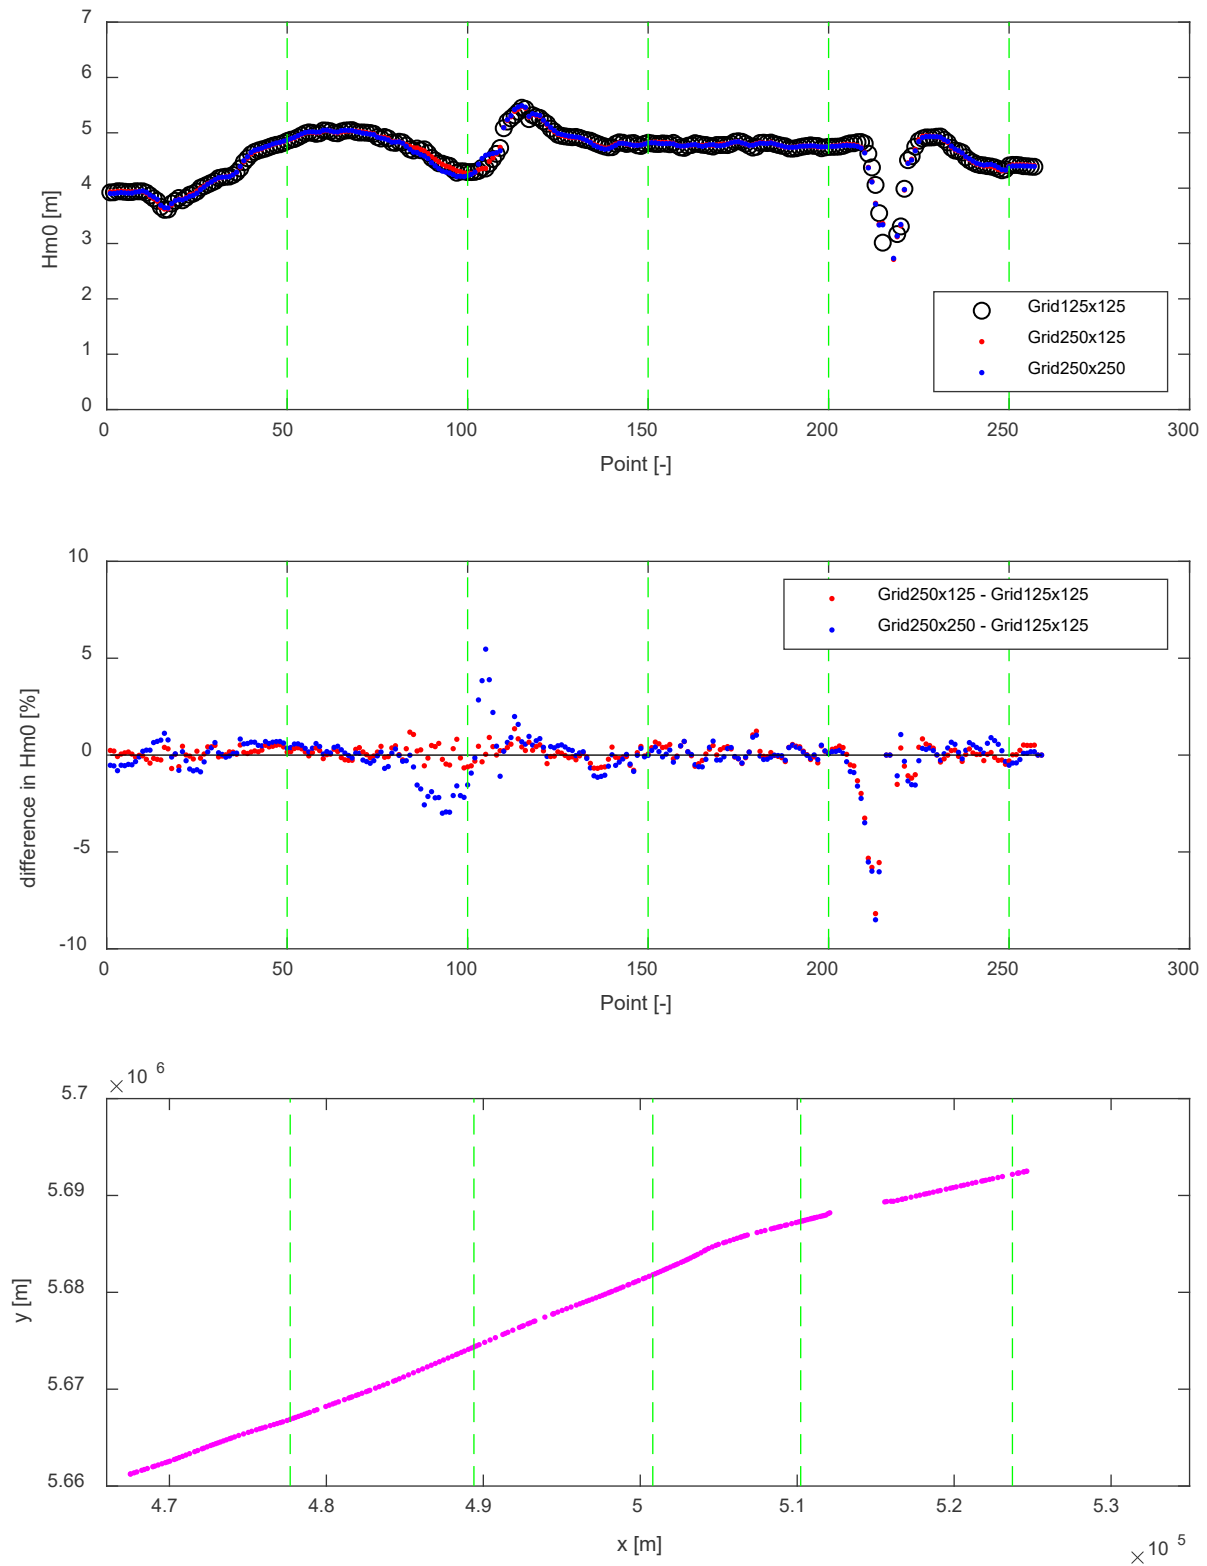 7
6
5
4
3
2
1
0
Hm0 [m]
Grid125x125
Grid250x125
Grid250x250
0 50 100 150 200 250 300
Point [-]
10
5
0
-5
-10
difference in Hm0 [%]
Grid250x125 - Grid125x125
Grid250x250 - Grid125x125
0 50 100 150 200 250 300
Point [-]
× 10 6
5.7
5.69
5.68
5.67
5.66
y [m]
4.7 4.8 4.9 5 5.1 5.2 5.3
x [m]
× 10 5